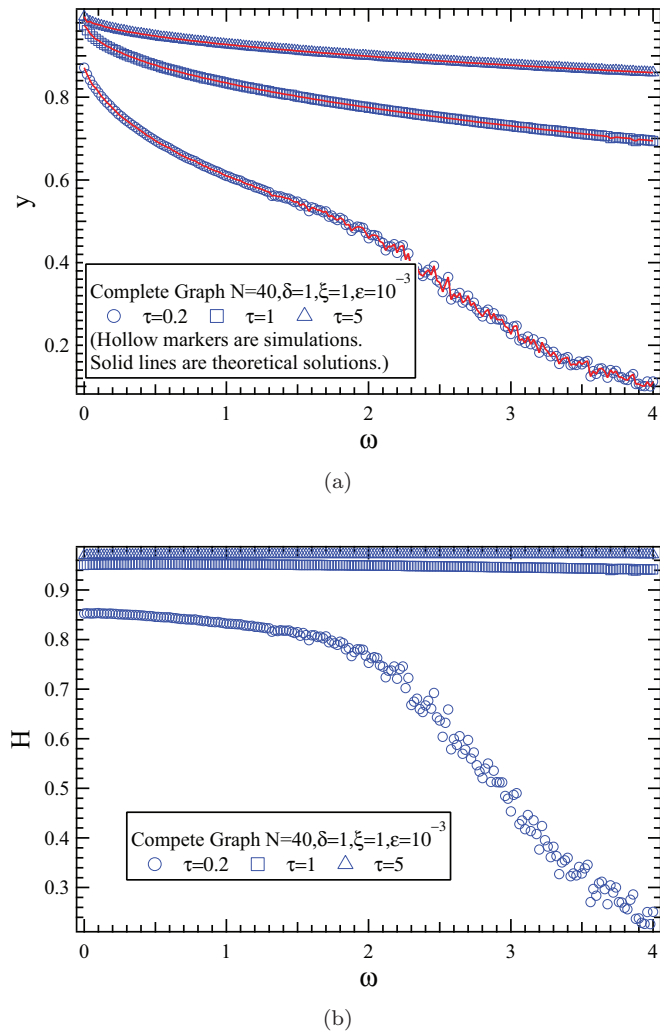 y
0.8
0.6
0.4
0.2
Complete Graph N=40,δ=1,ξ=1,ε=10⁻³
○ τ=0.2 □ τ=1 △ τ=5
(Hollow markers are simulations.
Solid lines are theoretical solutions.)
0 1 2 3 4
ω
(a)
H
0.9
0.8
0.7
0.6
0.5
0.4
0.3
Compete Graph N=40,δ=1,ξ=1,ε=10⁻³
○ τ=0.2 □ τ=1 △ τ=5
0 1 2 3 4
ω
(b)